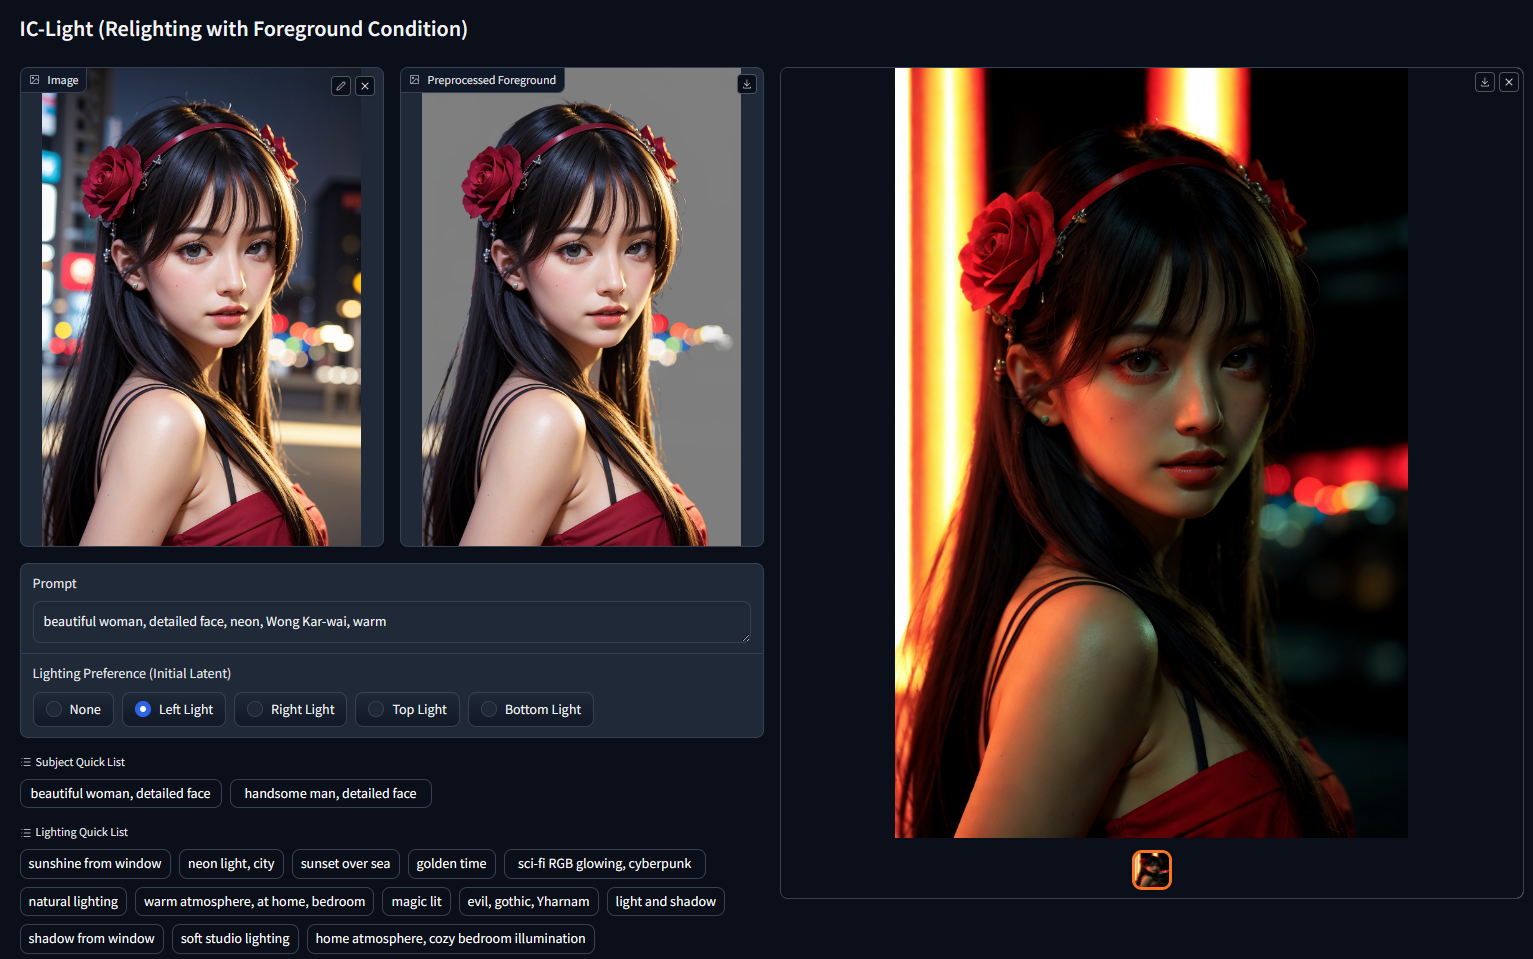 IC-Light (Relighting with Foreground Condition)
Image
Preprocessed Foreground
Prompt
beautiful woman, detailed face, neon, Wong Kar-wai, warm
Lighting Preference (Initial Latent)
None
Left Light
Right Light
Top Light
Bottom Light
Subject Quick List
beautiful woman, detailed face
handsome man, detailed face
Lighting Quick List
sunshine from window
neon light, city
sunset over sea
golden time
sci-fi RGB glowing, cyberpunk
natural lighting
warm atmosphere, at home, bedroom
magic lit
evil, gothic, Yharnam
light and shadow
shadow from window
soft studio lighting
home atmosphere, cozy bedroom illumination